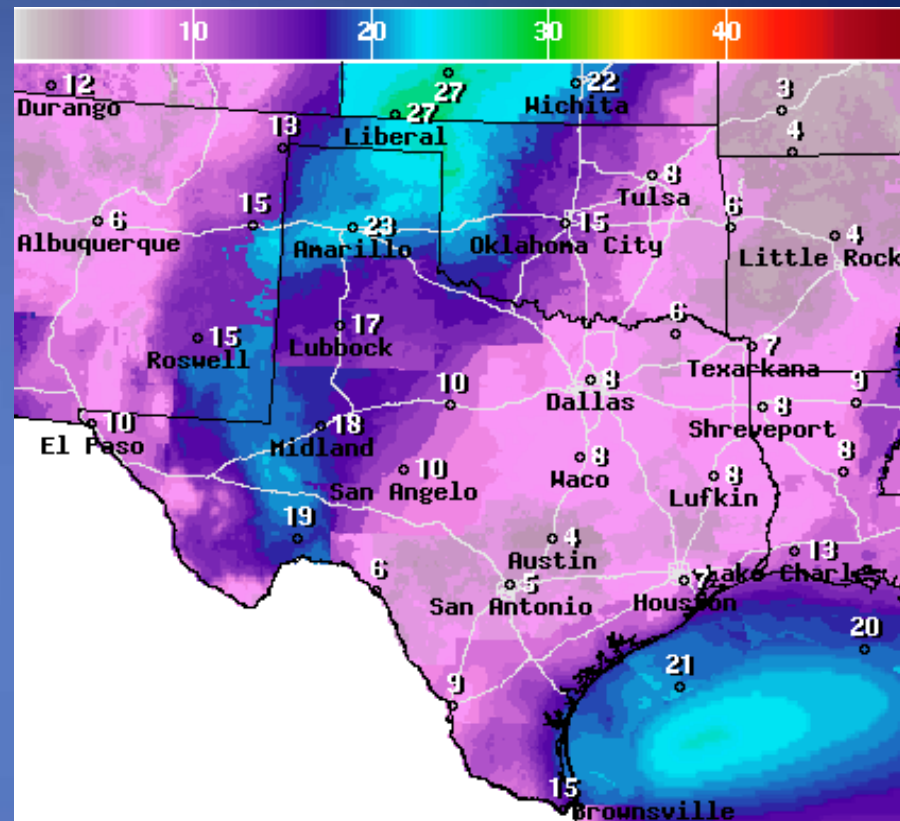 10 20 30 40
12
Durango
27
27
Liberal
22
Wichita
3
4
13
8
Tulsa
6
Albuquerque
15
23
Amarillo
15
Oklahoma City
6
4
Little Rock
15
Roswell
17
Lubbock
6
7
Texarkana
10
El Paso
18
Midland
10
8
Dallas
8
Shreveport
9
10
San Angelo
8
Waco
8
Lufkin
8
19
4
Austin
13
Lake Charles
6
5
San Antonio
7
Houston
9
21
20
15
Brownsville